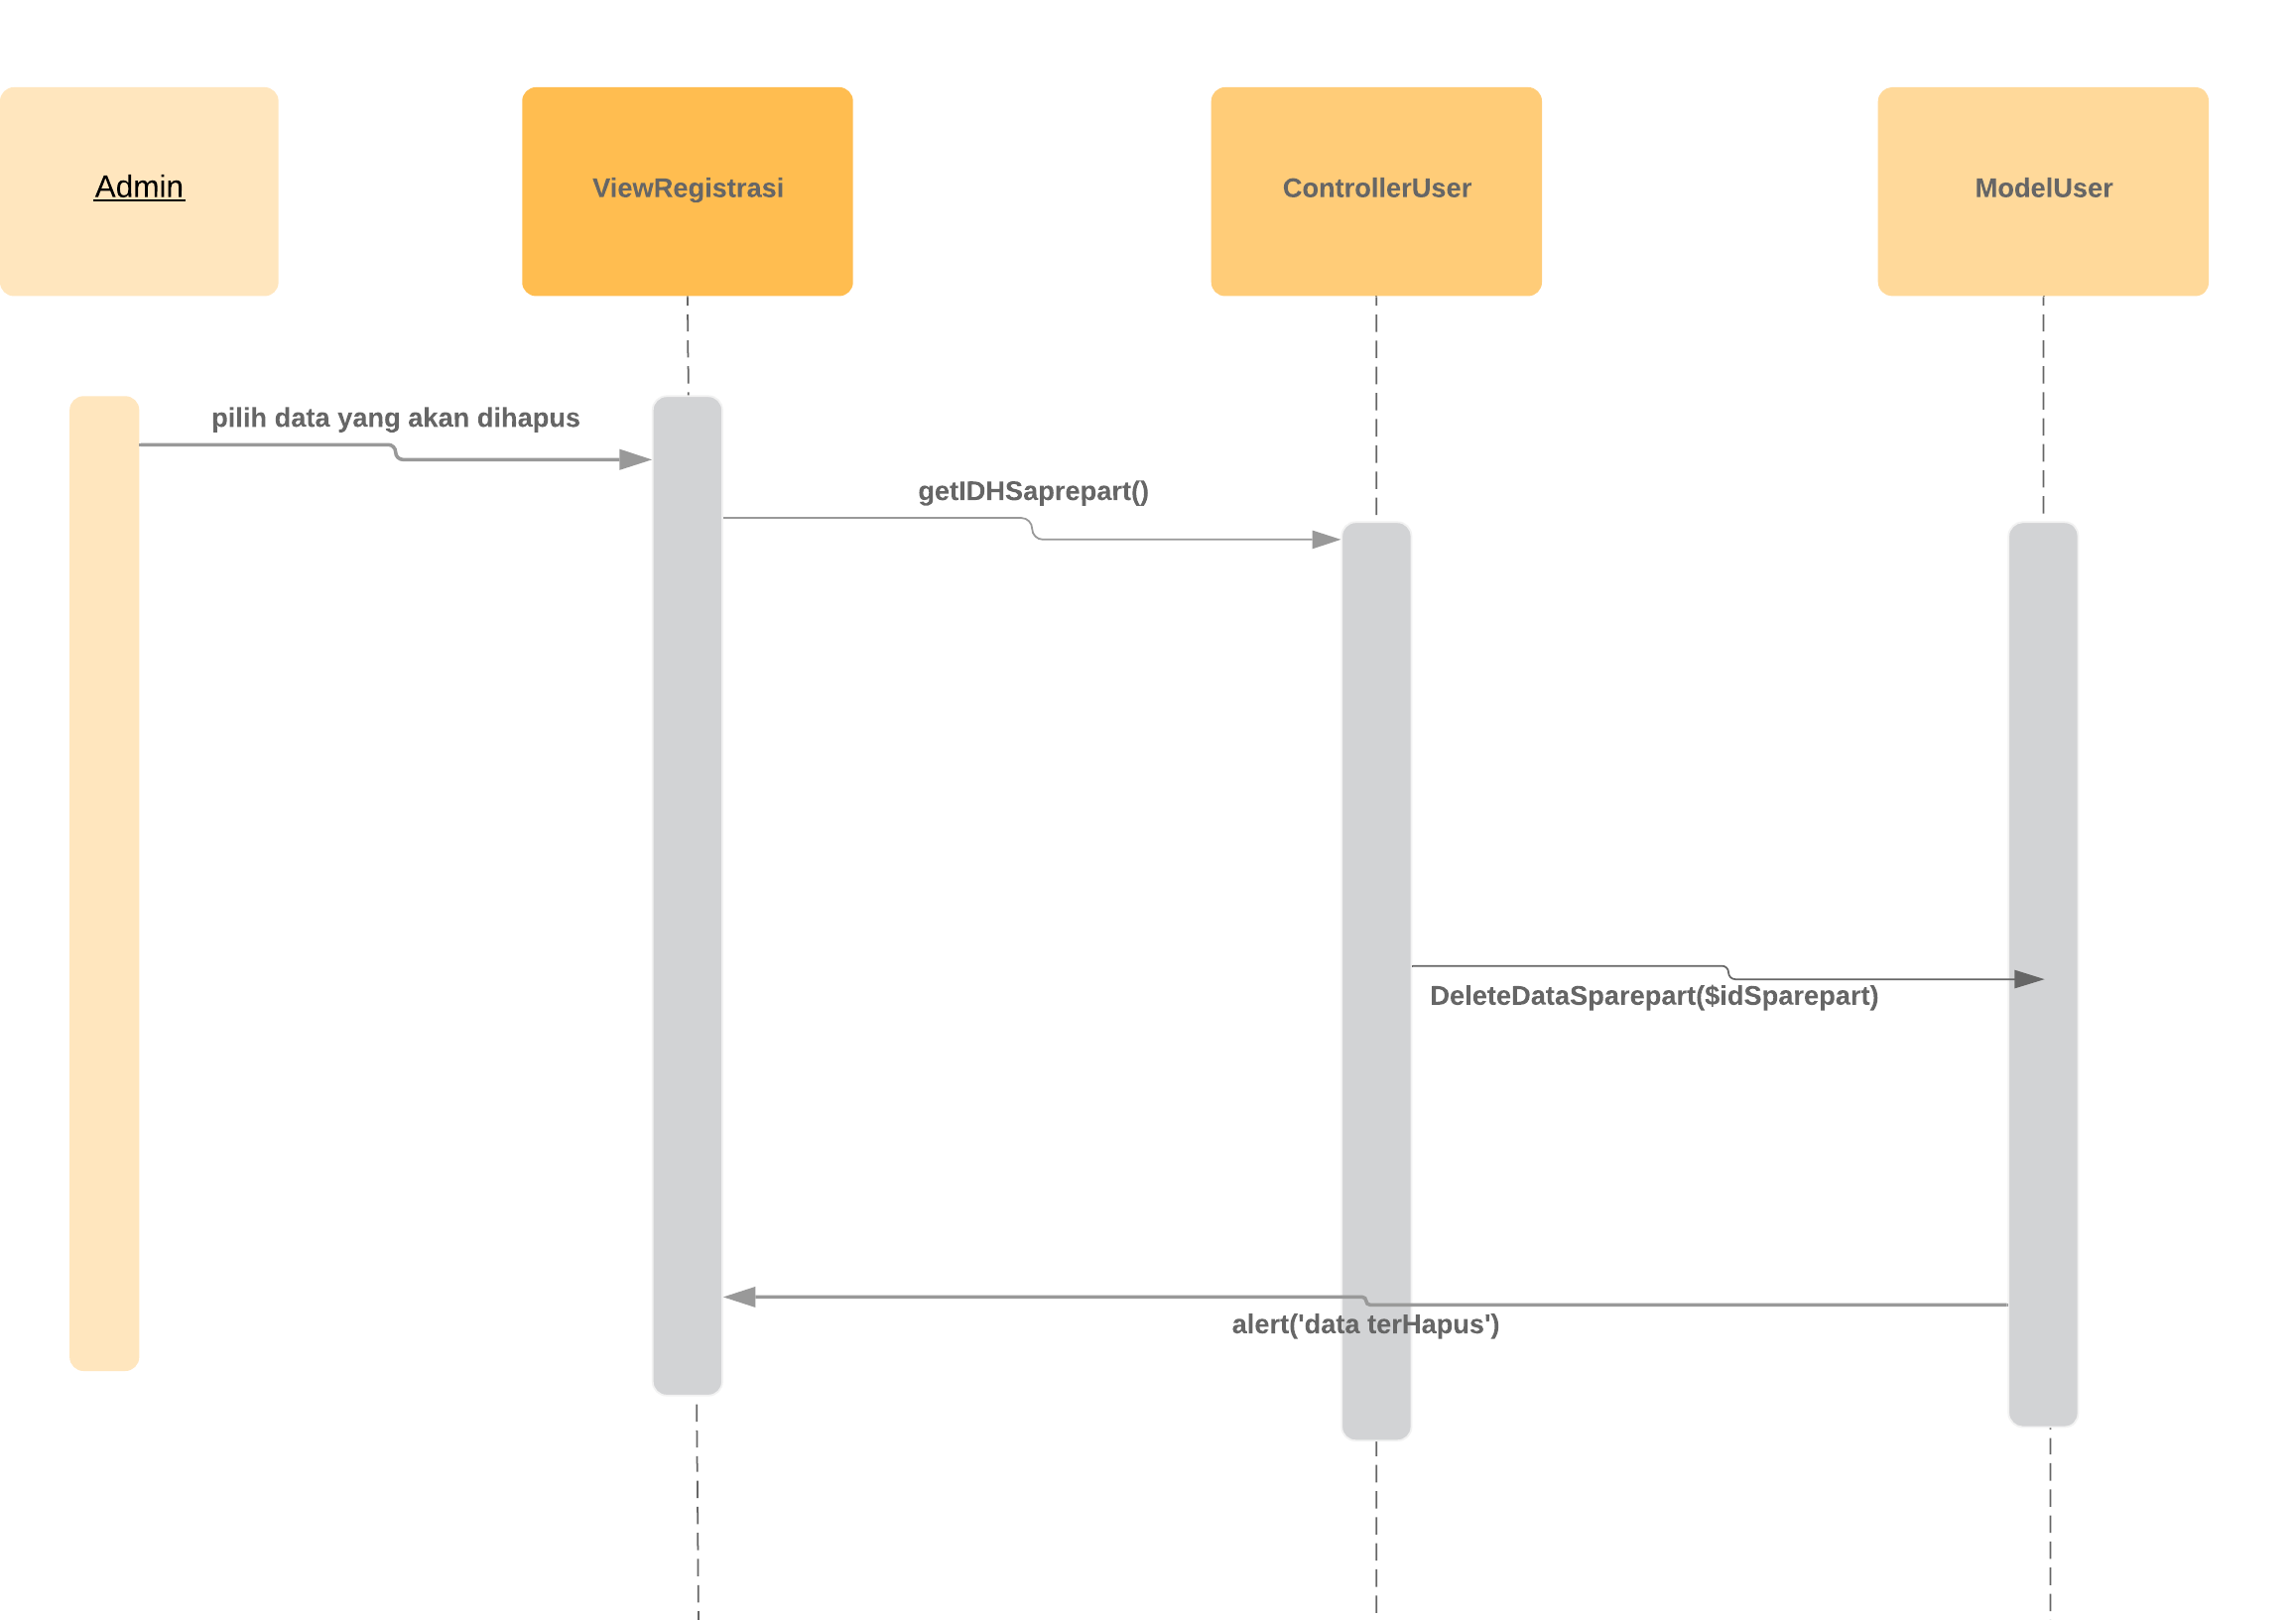 Admin
ViewRegistrasi
ControllerUser
ModelUser
pilih data yang akan dihapus
getIDHSaprepart()
DeleteDataSparepart($idSparepart)
alert('data terHapus')